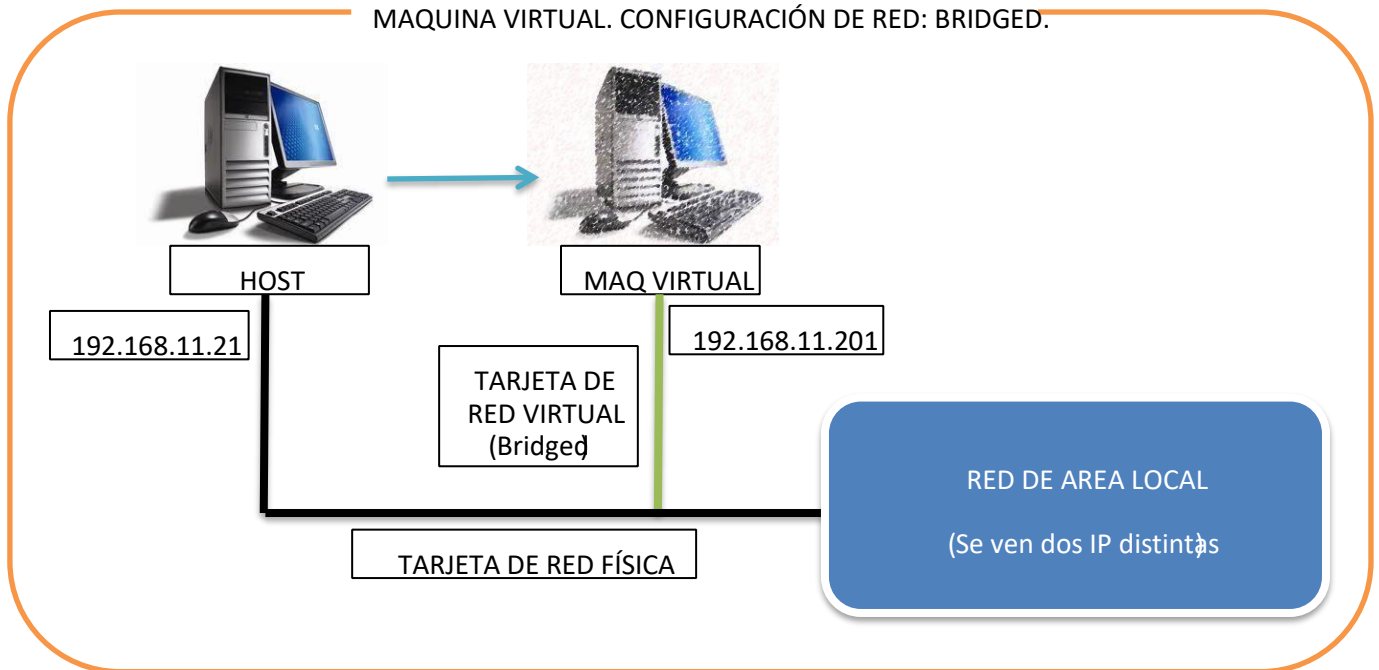 MAQUINA VIRTUAL. CONFIGURACIÓN DE RED: BRIDGED.
HOST
MAQ VIRTUAL
192.168.11.21
192.168.11.201
TARJETA DE
RED VIRTUAL
(Bridged)
RED DE AREA LOCAL
(Se ven dos IP distintas)
TARJETA DE RED FÍSICA